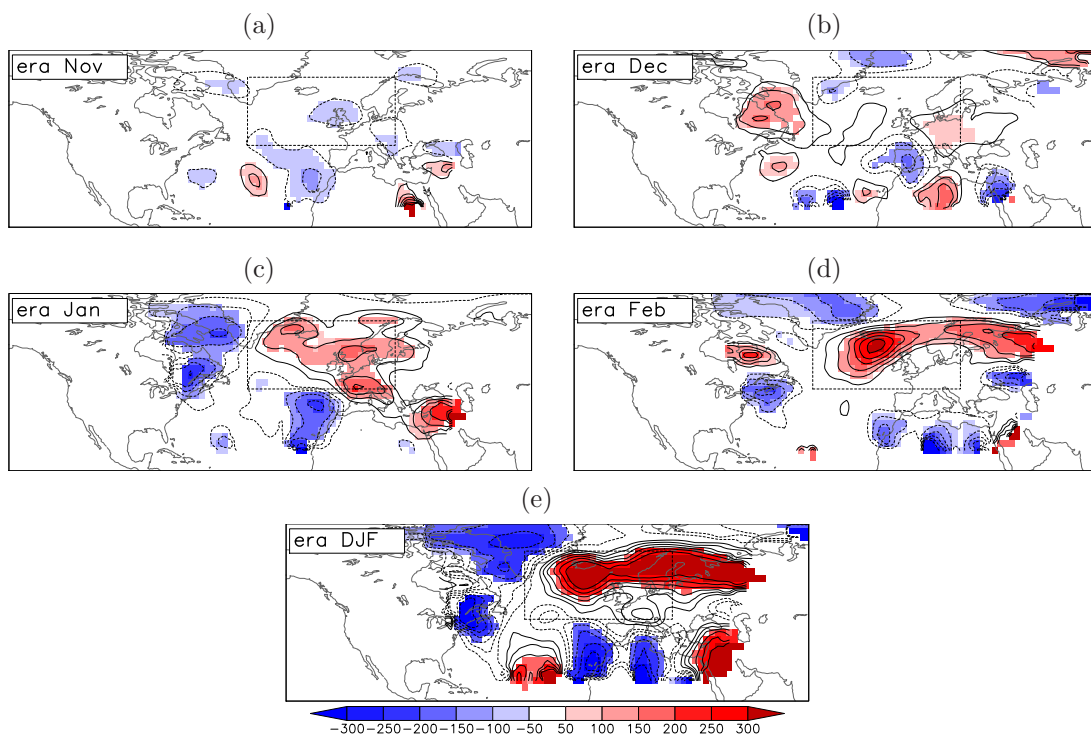 (a) (b)
era Nov era Dec
(c) (d)
era Jan era Feb
(e)
era DJF
−300 −250 −200 −150 −100 −50 50 100 150 200 250 300